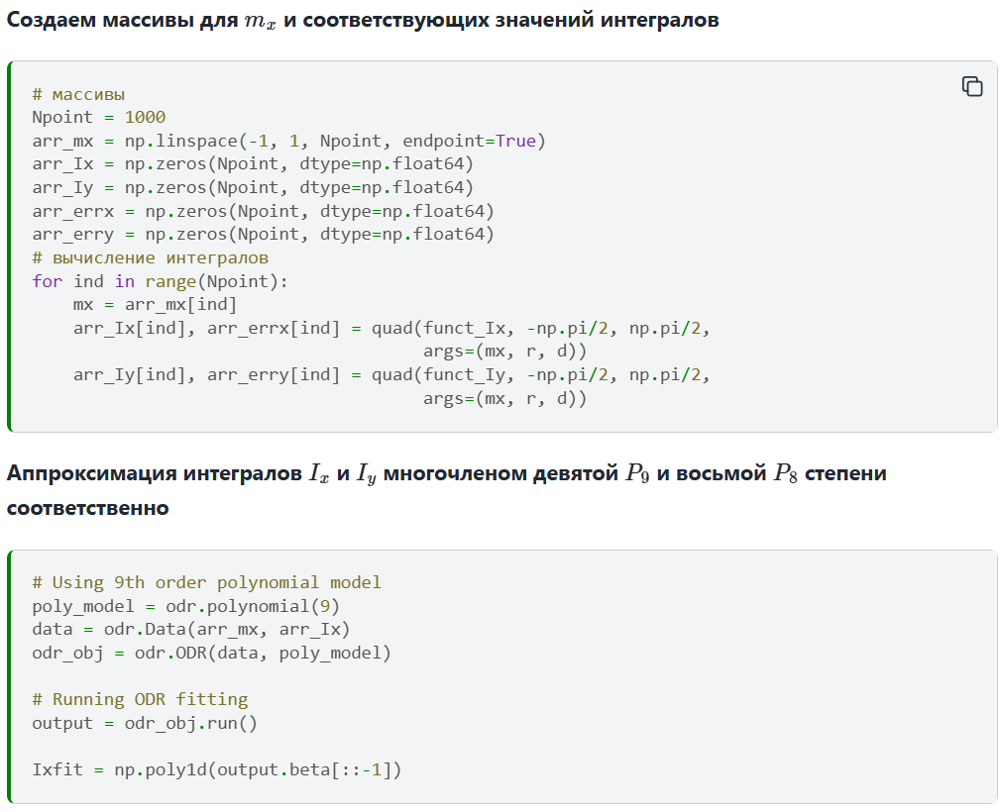 Создаем массивы для mₓ и соответствующих значений интегралов
# массивы
Npoint = 1000
arr_mx = np.linspace(-1, 1, Npoint, endpoint=True)
arr_Ix = np.zeros(Npoint, dtype=np.float64)
arr_Iy = np.zeros(Npoint, dtype=np.float64)
arr_errx = np.zeros(Npoint, dtype=np.float64)
arr_erry = np.zeros(Npoint, dtype=np.float64)
# вычисление интегралов
for ind in range(Npoint):
    mx = arr_mx[ind]
    arr_Ix[ind], arr_errx[ind] = quad(funct_Ix, -np.pi/2, np.pi/2,
                                      args=(mx, r, d))
    arr_Iy[ind], arr_erry[ind] = quad(funct_Iy, -np.pi/2, np.pi/2,
                                      args=(mx, r, d))
Аппроксимация интегралов Iₓ и I_y многочленом девятой P₉ и восьмой P₈ степени
соответственно
# Using 9th order polynomial model
poly_model = odr.polynomial(9)
data = odr.Data(arr_mx, arr_Ix)
odr_obj = odr.ODR(data, poly_model)
# Running ODR fitting
output = odr_obj.run()
Ixfit = np.poly1d(output.beta[::-1])